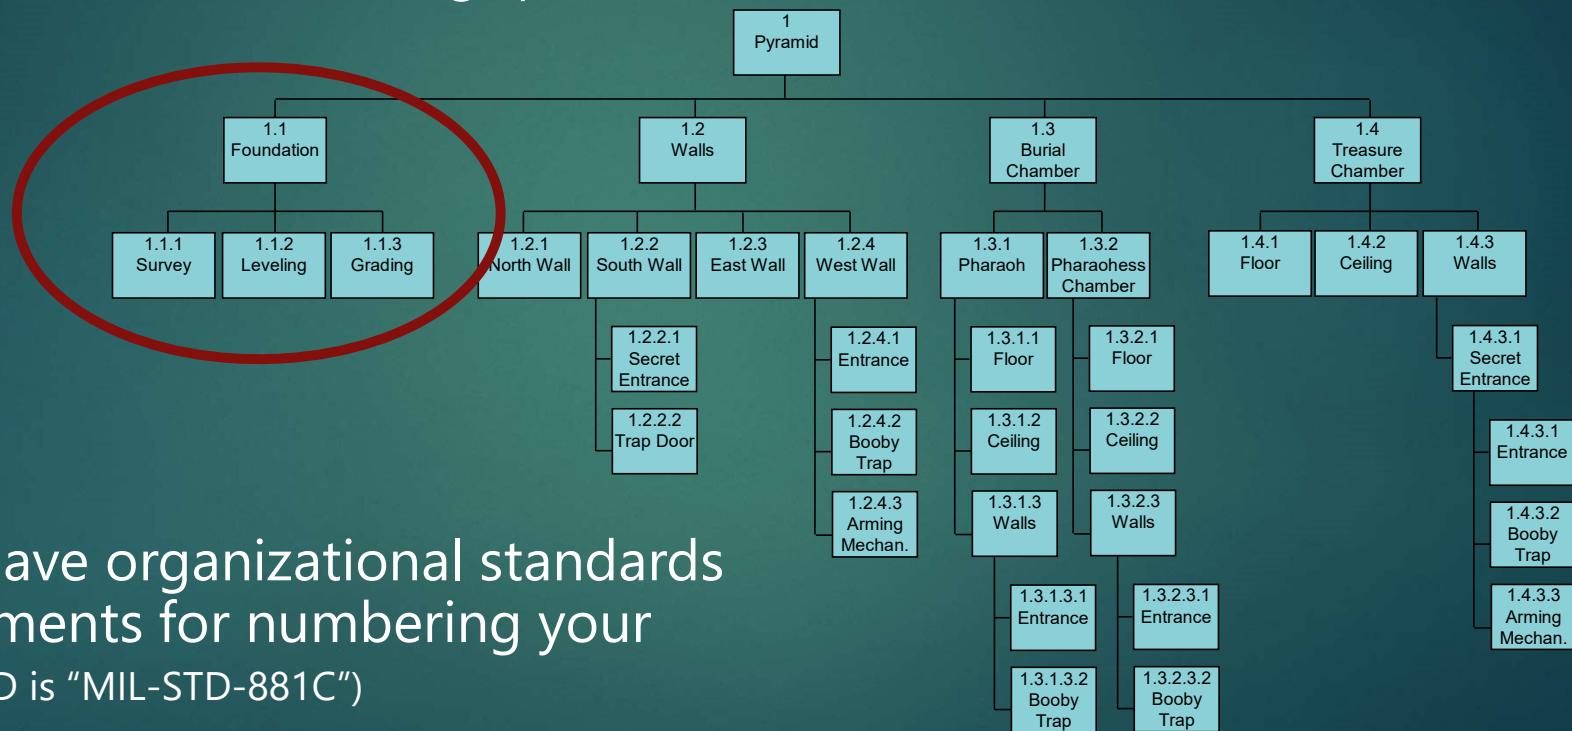 1
Pyramid
1.1
Foundation
1.2
Walls
1.3
Burial
Chamber
1.4
Treasure
Chamber
1.1.1
Survey
1.1.2
Leveling
1.1.3
Grading
1.2.1
North Wall
1.2.2
South Wall
1.2.3
East Wall
1.2.4
West Wall
1.3.1
Pharaoh
1.3.2
Pharaohess
Chamber
1.4.1
Floor
1.4.2
Ceiling
1.4.3
Walls
1.2.2.1
Secret
Entrance
1.2.2.2
Trap Door
1.2.4.1
Entrance
1.2.4.2
Booby
Trap
1.2.4.3
Arming
Mechan.
1.3.1.1
Floor
1.3.1.2
Ceiling
1.3.1.3
Walls
1.3.1.3.1
Entrance
1.3.1.3.2
Booby
Trap
1.3.2.1
Floor
1.3.2.2
Ceiling
1.3.2.3
Walls
1.3.2.3.1
Entrance
1.3.2.3.2
Booby
Trap
1.4.3.1
Secret
Entrance
1.4.3.1
Entrance
1.4.3.2
Booby
Trap
1.4.3.3
Arming
Mechan.
ave organizational standards
ments for numbering your
D is “MIL-STD-881C”)